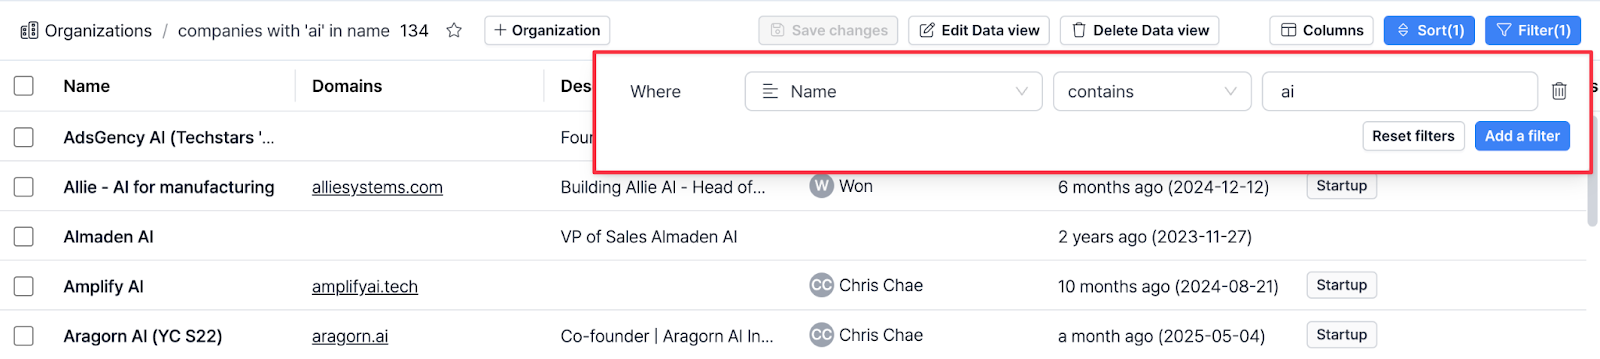 Organizations / companies with 'ai' in name 134 + Organization Save changes Edit Data view Delete Data view Columns Sort(1) Filter(1)
Name Domains Des
Where Name contains ai
Reset filters Add a filter
AdsGency AI (Techstars '... Foun
Allie - AI for manufacturing alliesystems.com Building Allie AI - Head of... W Won 6 months ago (2024-12-12) Startup
Almaden AI VP of Sales Almaden AI 2 years ago (2023-11-27)
Amplify AI amplifyai.tech CC Chris Chae 10 months ago (2024-08-21) Startup
Aragorn AI (YC S22) aragorn.ai Co-founder | Aragorn AI In... CC Chris Chae a month ago (2025-05-04) Startup